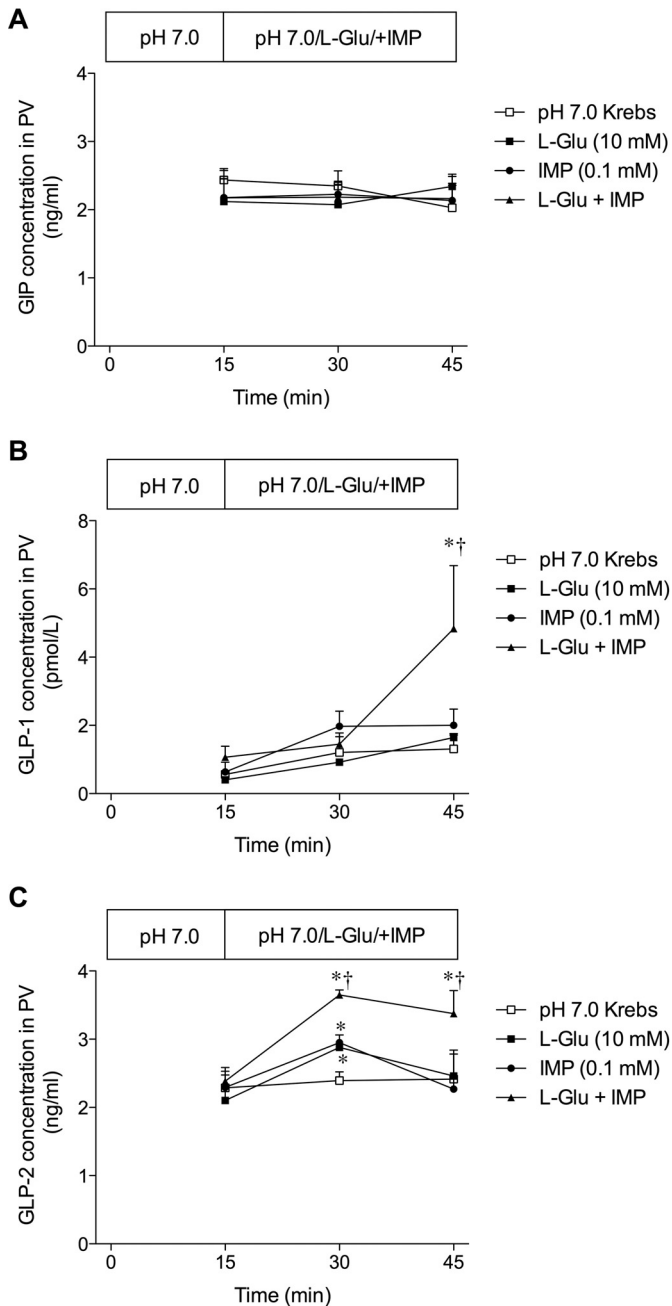 A
pH 7.0
pH 7.0/L-Glu/+IMP
GIP concentration in PV
(ng/ml)
4
3
2
1
0
0
15
30
45
Time (min)
pH 7.0 Krebs
L-Glu (10 mM)
IMP (0.1 mM)
L-Glu + IMP
B
pH 7.0
pH 7.0/L-Glu/+IMP
GLP-1 concentration in PV
(pmol/L)
8
6
4
2
0
*†
0
15
30
45
Time (min)
pH 7.0 Krebs
L-Glu (10 mM)
IMP (0.1 mM)
L-Glu + IMP
C
pH 7.0
pH 7.0/L-Glu/+IMP
GLP-2 concentration in PV
(ng/ml)
4
3
2
1
0
*†
*†
*
*
0
15
30
45
Time (min)
pH 7.0 Krebs
L-Glu (10 mM)
IMP (0.1 mM)
L-Glu + IMP